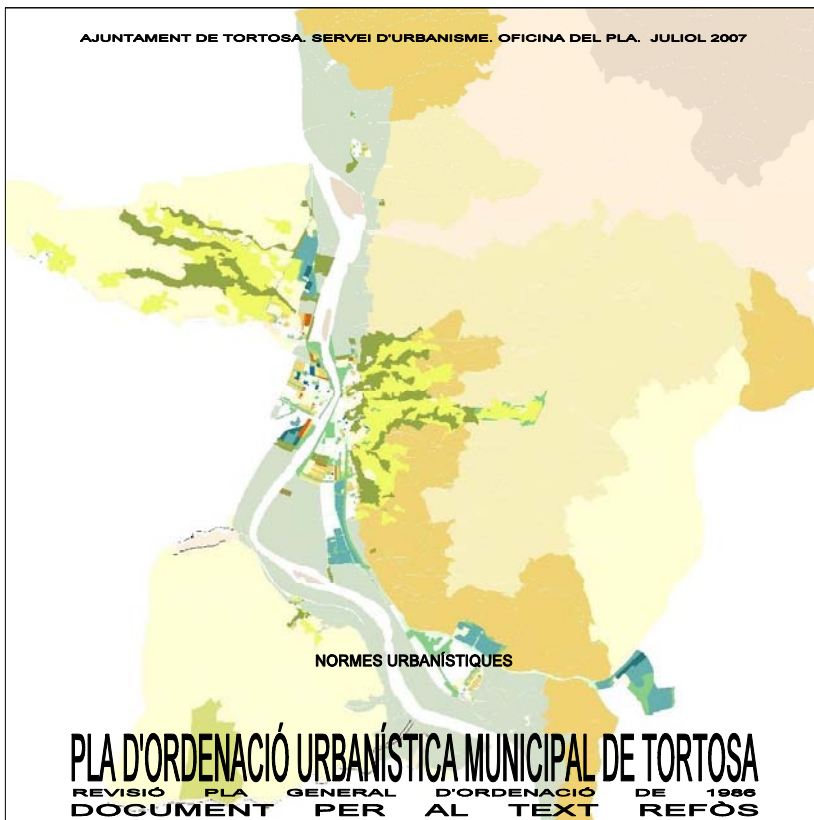 AJUNTAMENT DE TORTOSA. SERVEI D'URBANISME. OFICINA DEL PLA. JULIOL 2007
NORMES URBANÍSTIQUES
PLA D'ORDENACIÓ URBANÍSTICA MUNICIPAL DE TORTOSA
REVISIÓ PLA GENERAL D'ORDENACIÓ DE 1986
DOCUMENT PER AL TEXT REFÒS